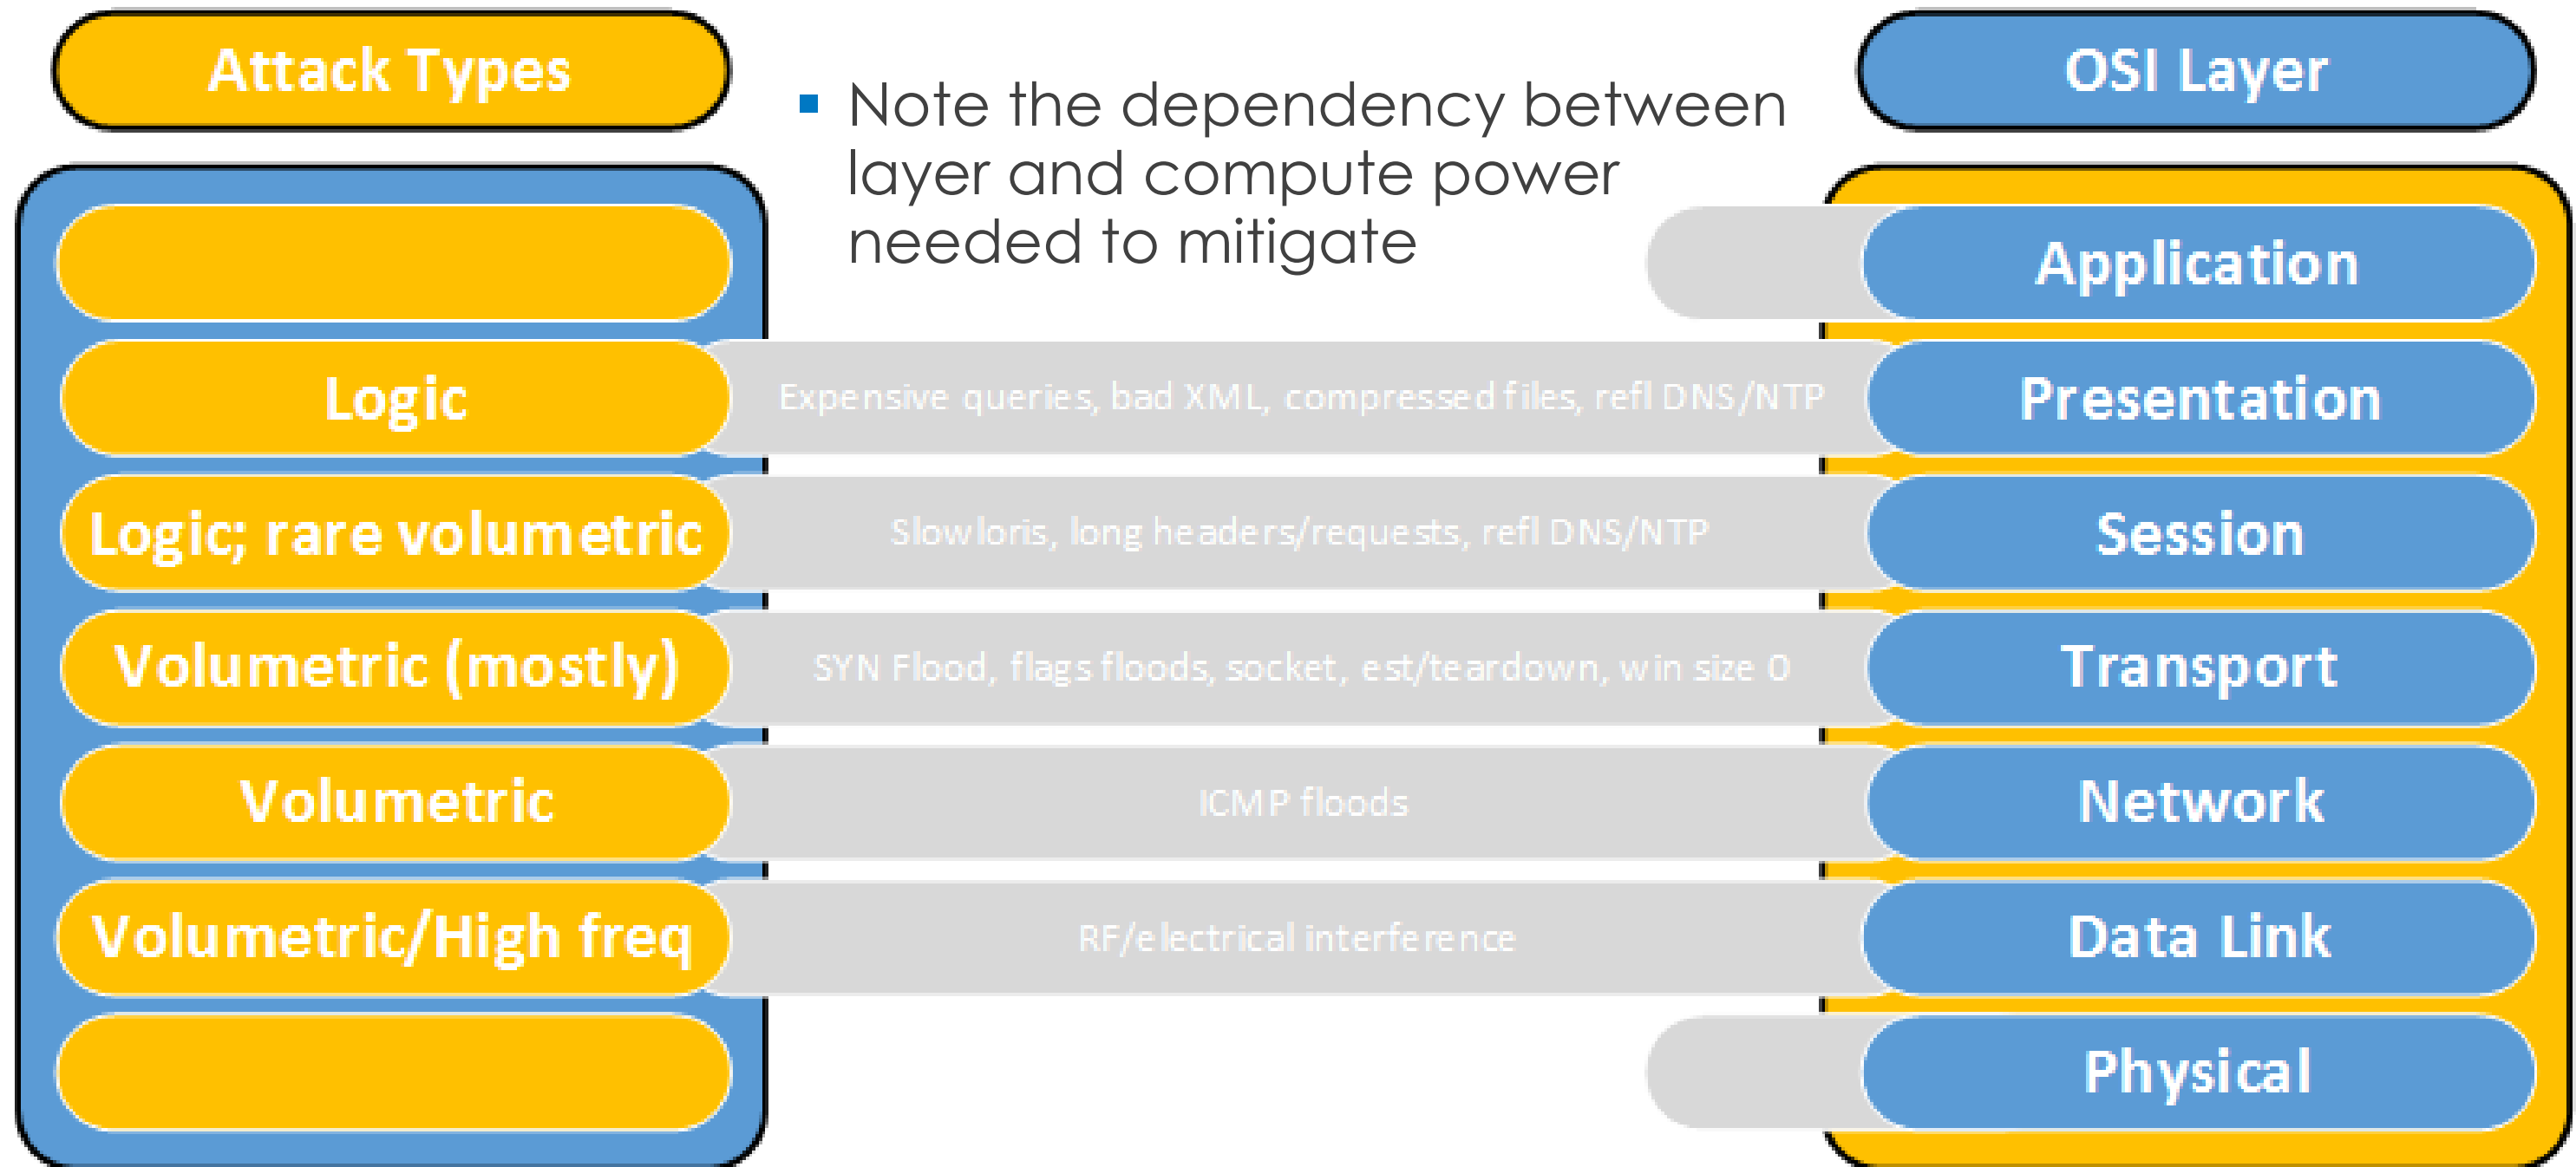 Attack Types
OSI Layer
▪ Note the dependency between
layer and compute power
needed to mitigate
Application
Logic
Expensive queries, bad XML, compressed files, refl DNS/NTP
Presentation
Logic; rare volumetric
Slowloris, long headers/requests, refl DNS/NTP
Session
Volumetric (mostly)
SYN Flood, flags floods, socket, est/teardown, win size 0
Transport
Volumetric
ICMP floods
Network
Volumetric/High freq
RF/electrical interference
Data Link
Physical